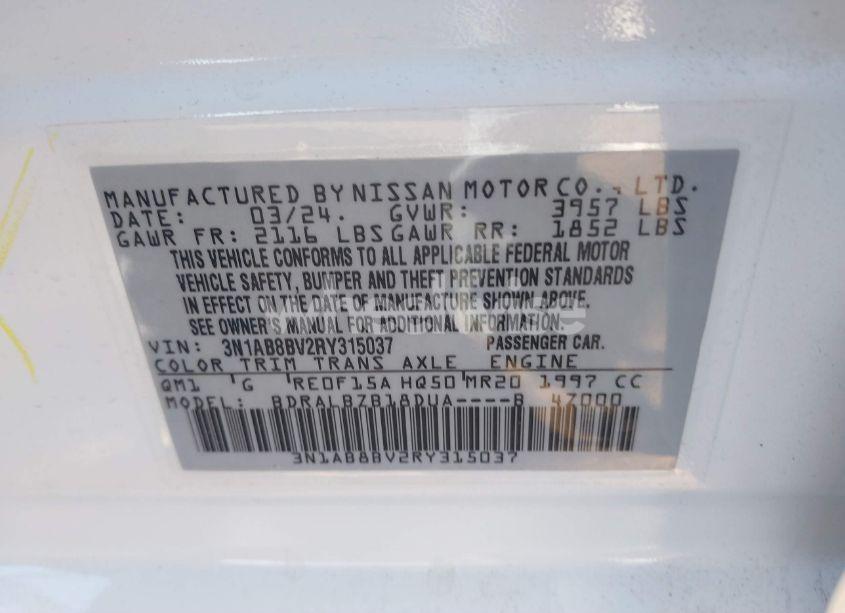 MANUFACTURED BY NISSAN MOTOR CO., LTD.
DATE: 03/24. GVWR: 3957 LBS
GAWR FR: 2116 LBS GAWR RR: 1852 LBS
THIS VEHICLE CONFORMS TO ALL APPLICABLE FEDERAL MOTOR
VEHICLE SAFETY, BUMPER AND THEFT PREVENTION STANDARDS
IN EFFECT ON THE DATE OF MANUFACTURE SHOWN ABOVE.
SEE OWNER'S MANUAL FOR ADDITIONAL INFORMATION.
VIN: 3N1AB8BV2RY315037 PASSENGER CAR.
COLOR TRIM TRANS AXLE ENGINE
QM1 G RE0F15A HQ50 MR20 1997 CC
MODEL: BDRALBZB18DUA----B 47000
3N1AB8BV2RY315037